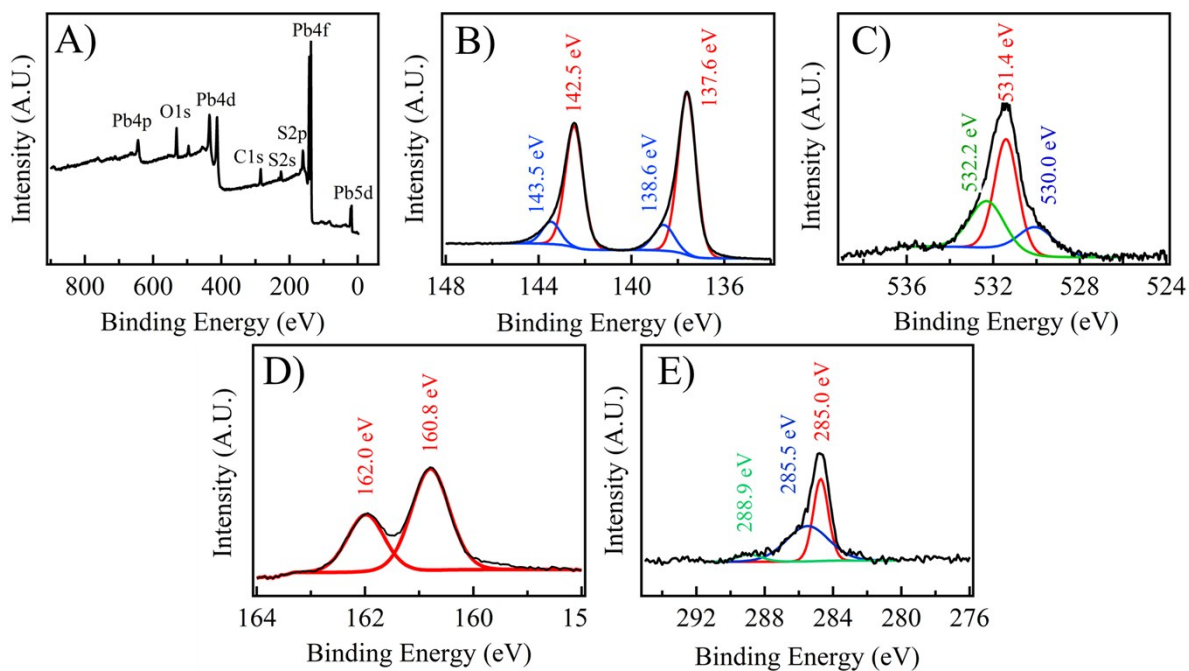 A)
Pb4f
Pb4p
O1s
Pb4d
C1s
S2s
S2p
Pb5d
Intensity (A.U.)
800 600 400 200 0
Binding Energy (eV)
B)
143.5 eV
142.5 eV
138.6 eV
137.6 eV
Intensity (A.U.)
148 144 140 136
Binding Energy (eV)
C)
532.2 eV
531.4 eV
530.0 eV
Intensity (A.U.)
536 532 528 524
Binding Energy (eV)
D)
162.0 eV
160.8 eV
Intensity (A.U.)
164 162 160 15
Binding Energy (eV)
E)
288.9 eV
285.5 eV
285.0 eV
Intensity (A.U.)
292 288 284 280 276
Binding Energy (eV)